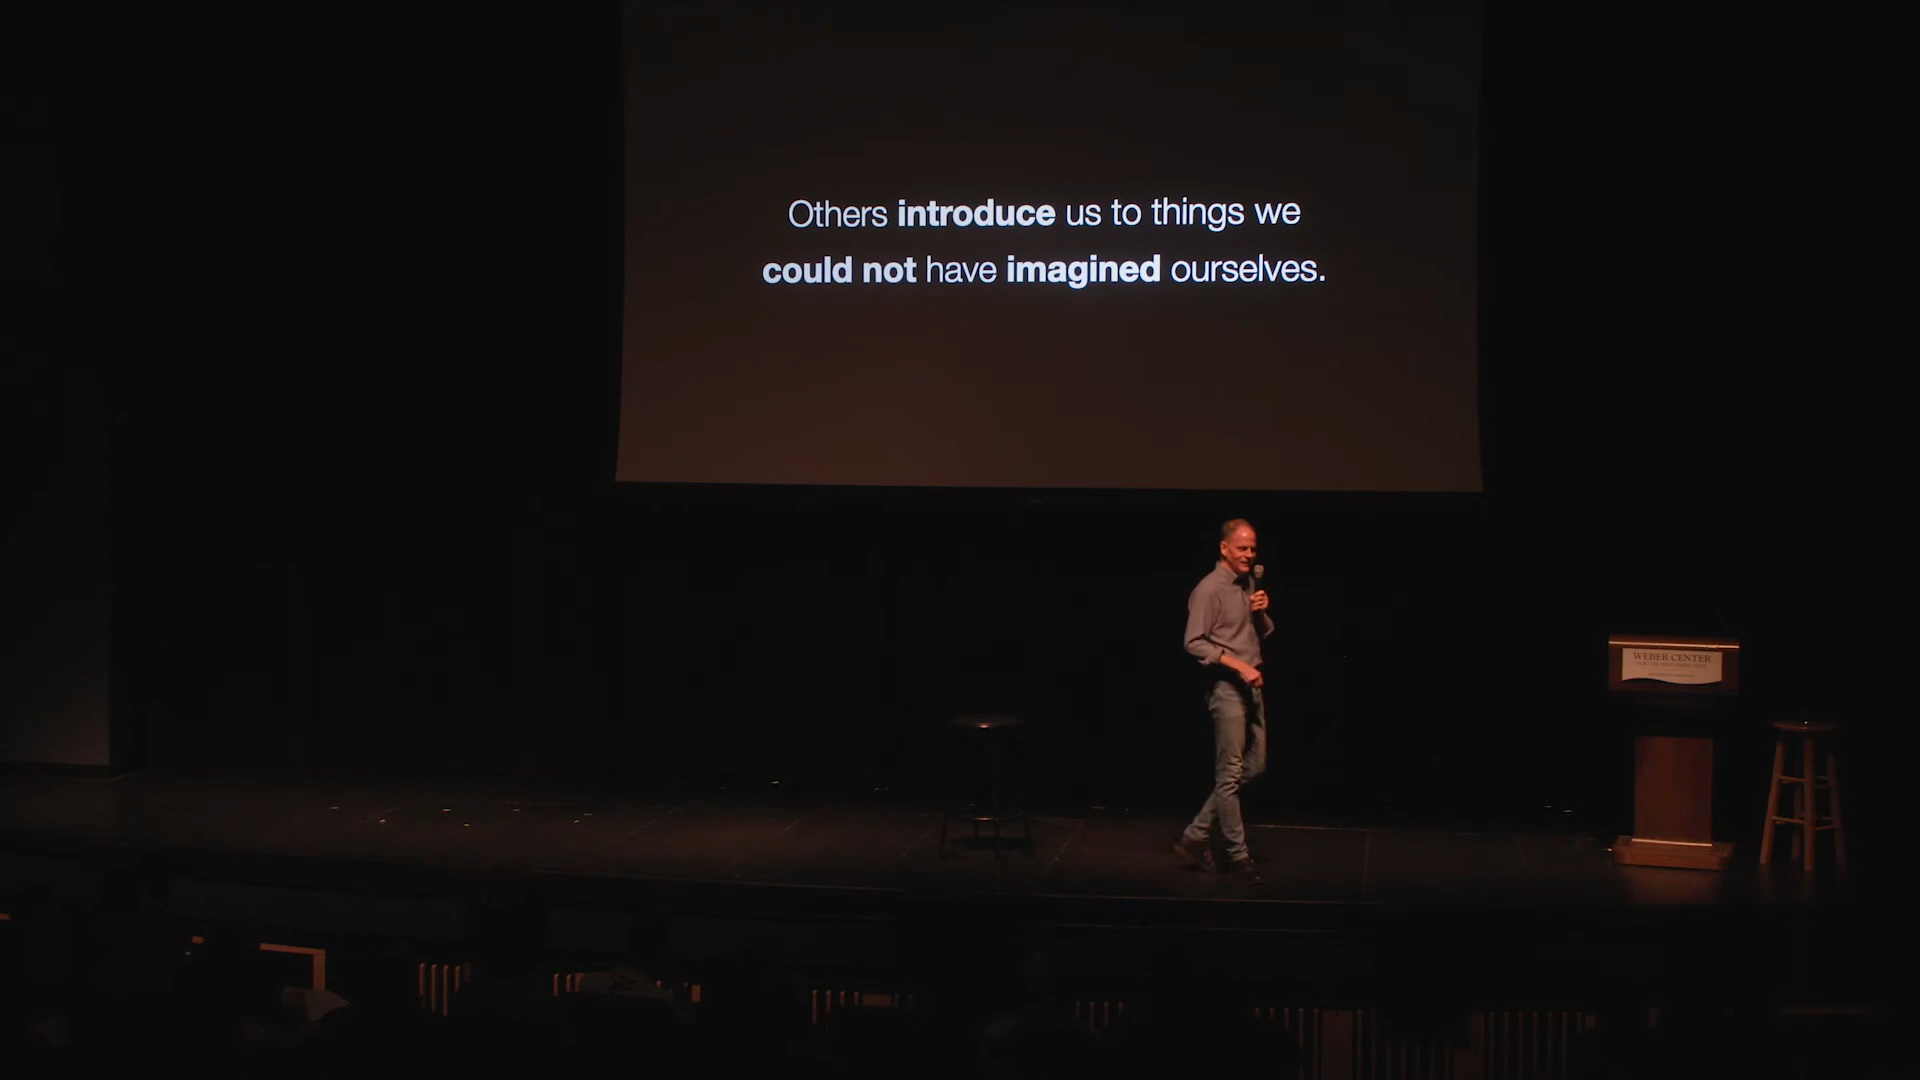 Others introduce us to things we
could not have imagined ourselves.
WEBER CENTER